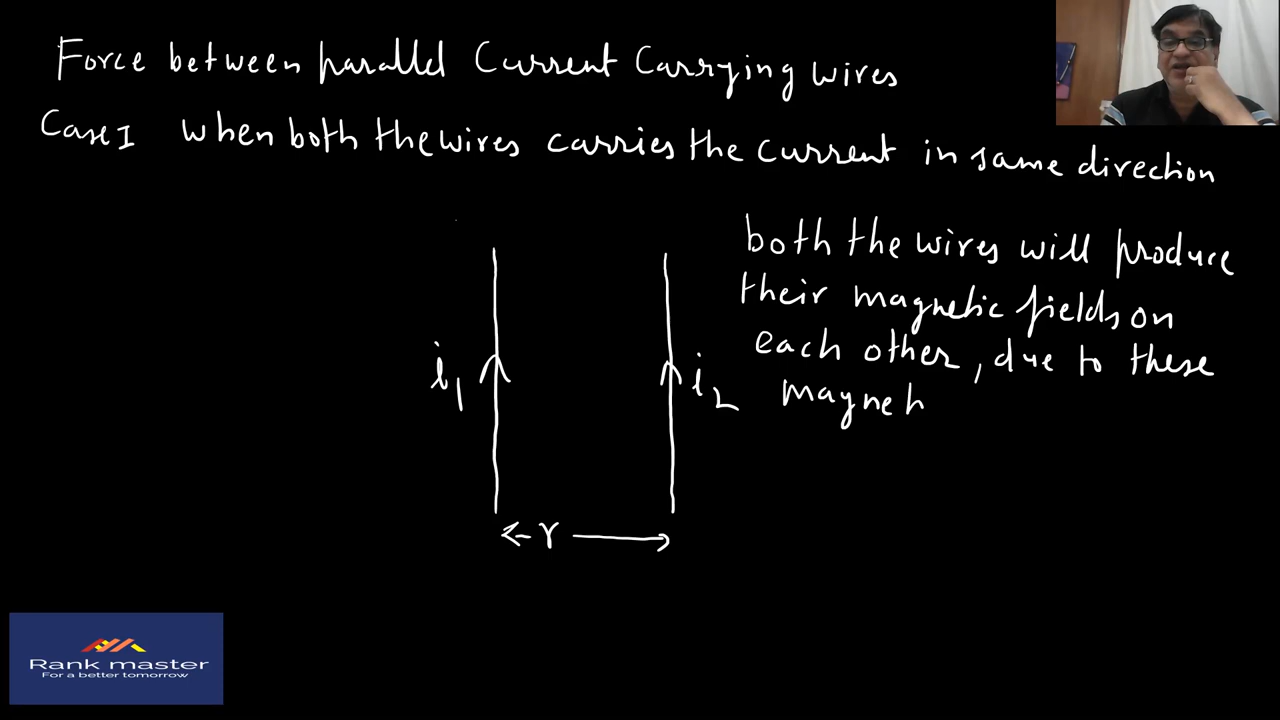 Force between parallel Current Carrying wires
Case I when both the wires carries the current in same direction
both the wires will produce
their magnetic fields on
each other, due to these
magneh
i1
i2
r
Rank master
For a better tomorrow